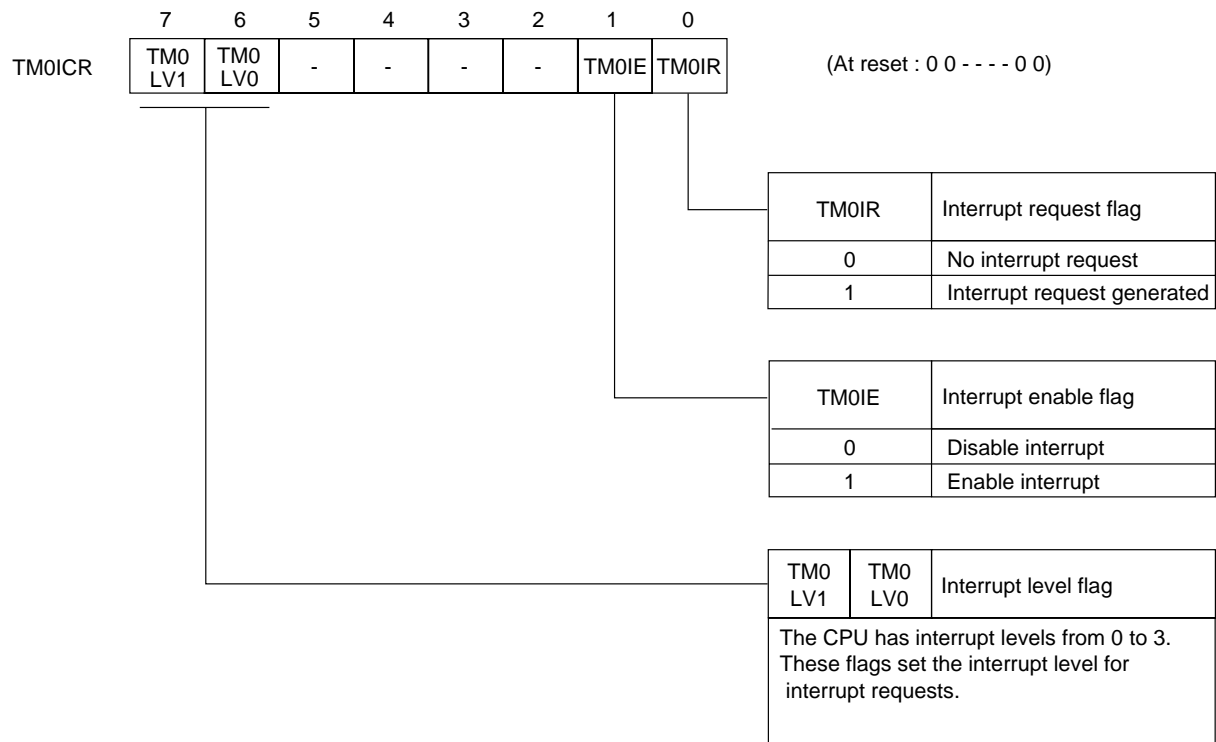 7 6 5 4 3 2 1 0
TM0ICR TM0 LV1 TM0 LV0 - - - - TM0IE TM0IR (At reset : 0 0 - - - - 0 0)
TM0IR Interrupt request flag
0 No interrupt request
1 Interrupt request generated
TM0IE Interrupt enable flag
0 Disable interrupt
1 Enable interrupt
TM0 LV1 TM0 LV0 Interrupt level flag
The CPU has interrupt levels from 0 to 3.
These flags set the interrupt level for
interrupt requests.